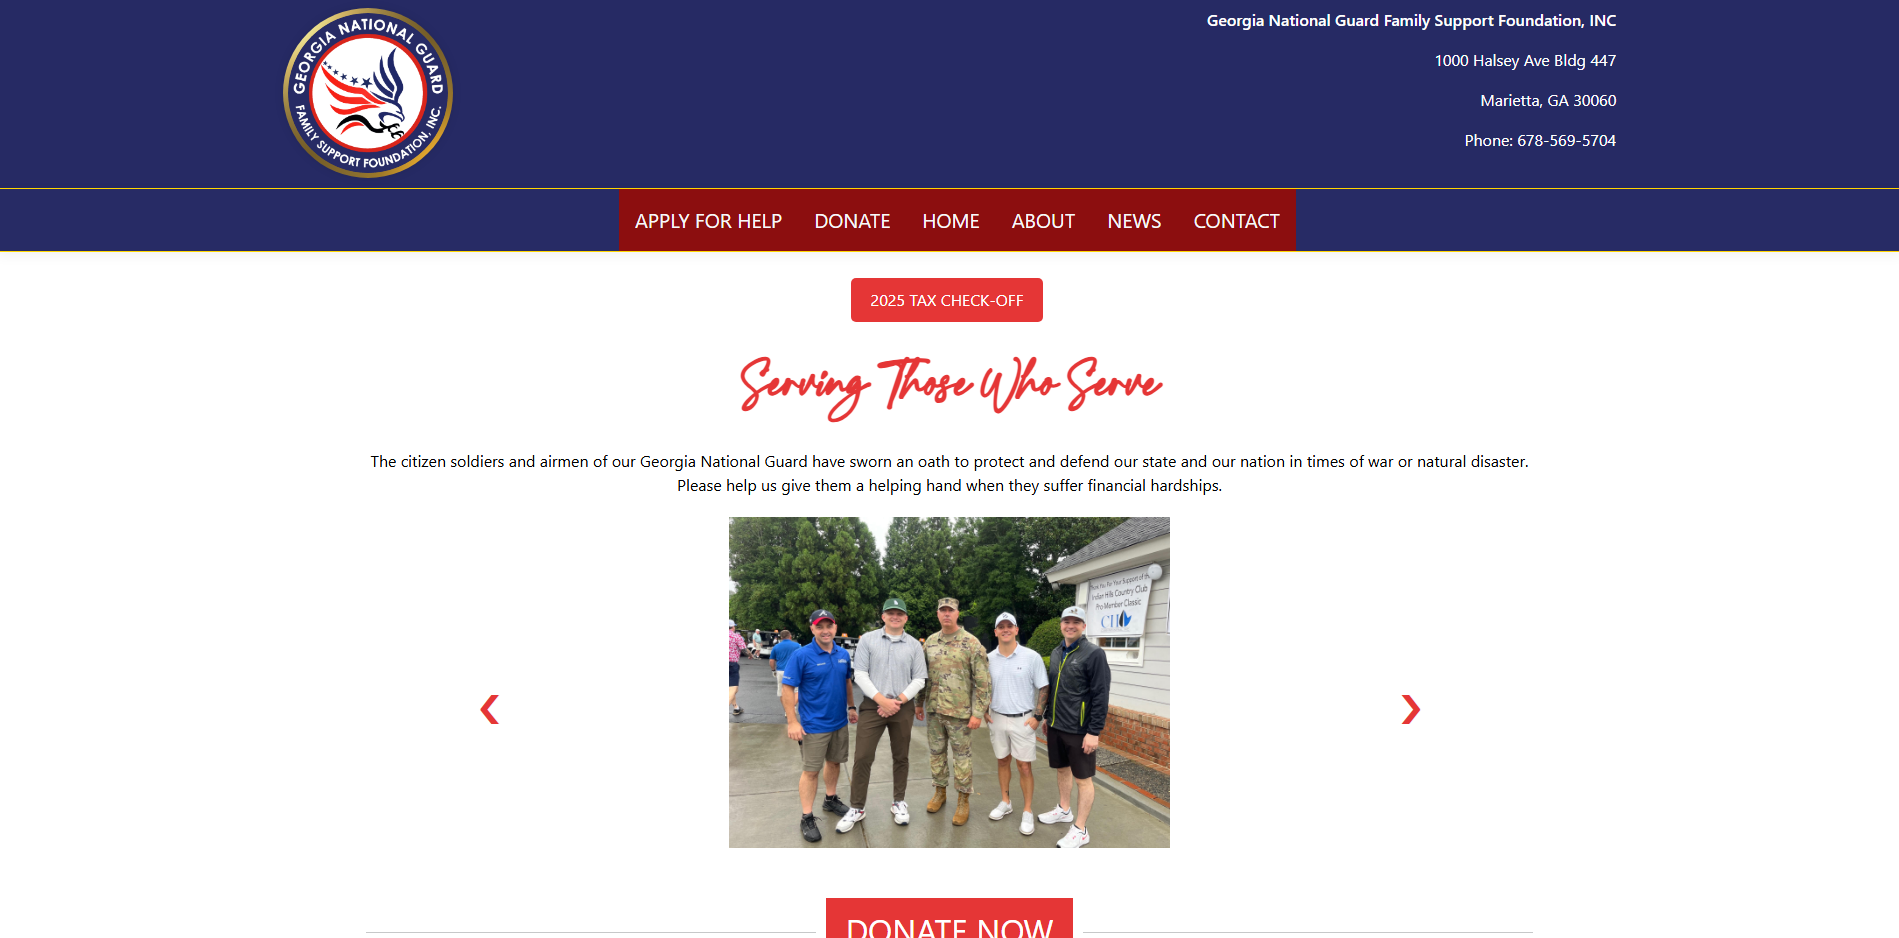 GEORGIA NATIONAL GUARD
FAMILY SUPPORT FOUNDATION, INC.
Georgia National Guard Family Support Foundation, INC
1000 Halsey Ave Bldg 447
Marietta, GA 30060
Phone: 678-569-5704
APPLY FOR HELP DONATE HOME ABOUT NEWS CONTACT
2025 TAX CHECK-OFF
Serving Those Who Serve
The citizen soldiers and airmen of our Georgia National Guard have sworn an oath to protect and defend our state and our nation in times of war or natural disaster.
Please help us give them a helping hand when they suffer financial hardships.
Thank You For Your Support of the
Indian Hills Country Club
Pro Member Classic
DONATE NOW